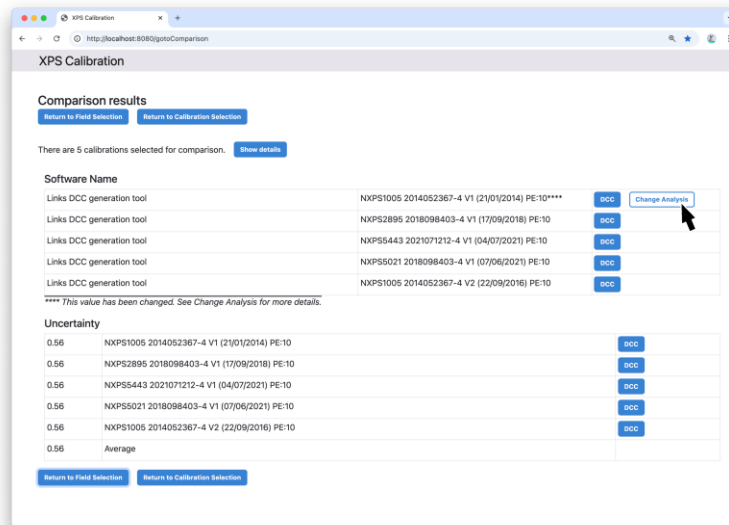 XPS Calibration
http://localhost:8080/gotoComparison
XPS Calibration
Comparison results
Return to Field Selection Return to Calibration Selection
There are 5 calibrations selected for comparison. Show details
Software Name
Links DCC generation tool NXPS1005 2014052367-4 V1 (21/01/2014) PE:10**** DCC Change Analysis
Links DCC generation tool NXPS2895 2018098403-4 V1 (17/09/2018) PE:10 DCC
Links DCC generation tool NXPS5443 2021071212-4 V1 (04/07/2021) PE:10 DCC
Links DCC generation tool NXPS5021 2018098403-4 V1 (07/06/2021) PE:10 DCC
Links DCC generation tool NXPS1005 2014052367-4 V2 (22/09/2016) PE:10 DCC
**** This value has been changed. See Change Analysis for more details.
Uncertainty
0.56 NXPS1005 2014052367-4 V1 (21/01/2014) PE:10 DCC
0.56 NXPS2895 2018098403-4 V1 (17/09/2018) PE:10 DCC
0.56 NXPS5443 2021071212-4 V1 (04/07/2021) PE:10 DCC
0.56 NXPS5021 2018098403-4 V1 (07/06/2021) PE:10 DCC
0.56 NXPS1005 2014052367-4 V2 (22/09/2016) PE:10 DCC
0.56 Average
Return to Field Selection Return to Calibration Selection